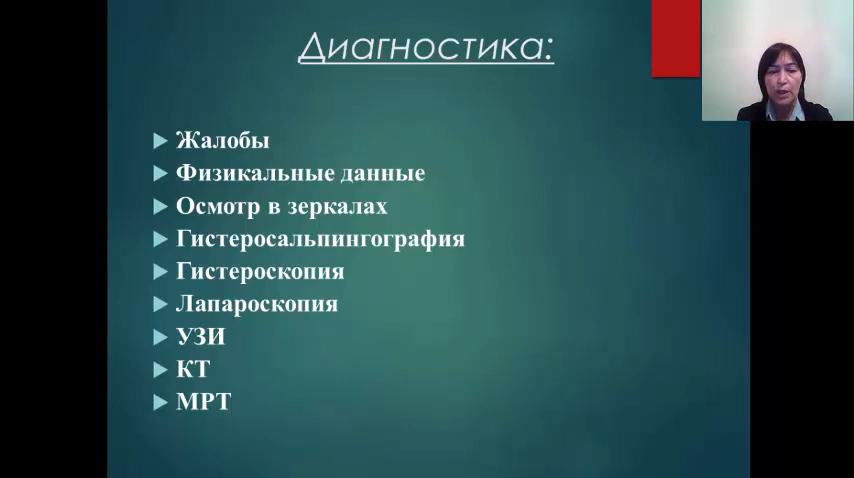 Диагностика:
Жалобы
Физикальные данные
Осмотр в зеркалах
Гистеросальпингография
Гистероскопия
Лапароскопия
УЗИ
КТ
МРТ